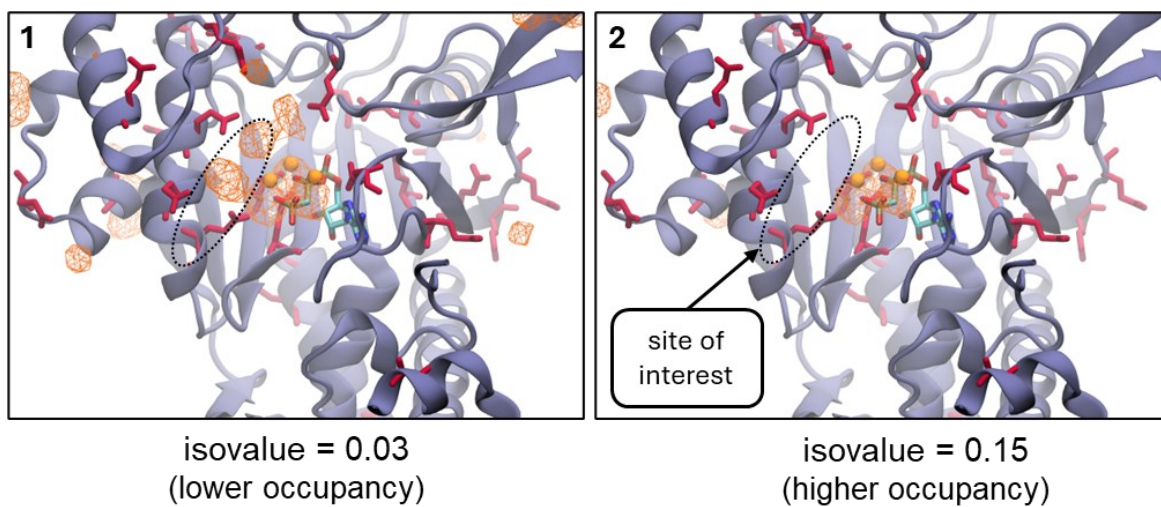 1
2
site of
interest
isovalue = 0.03
(lower occupancy)
isovalue = 0.15
(higher occupancy)